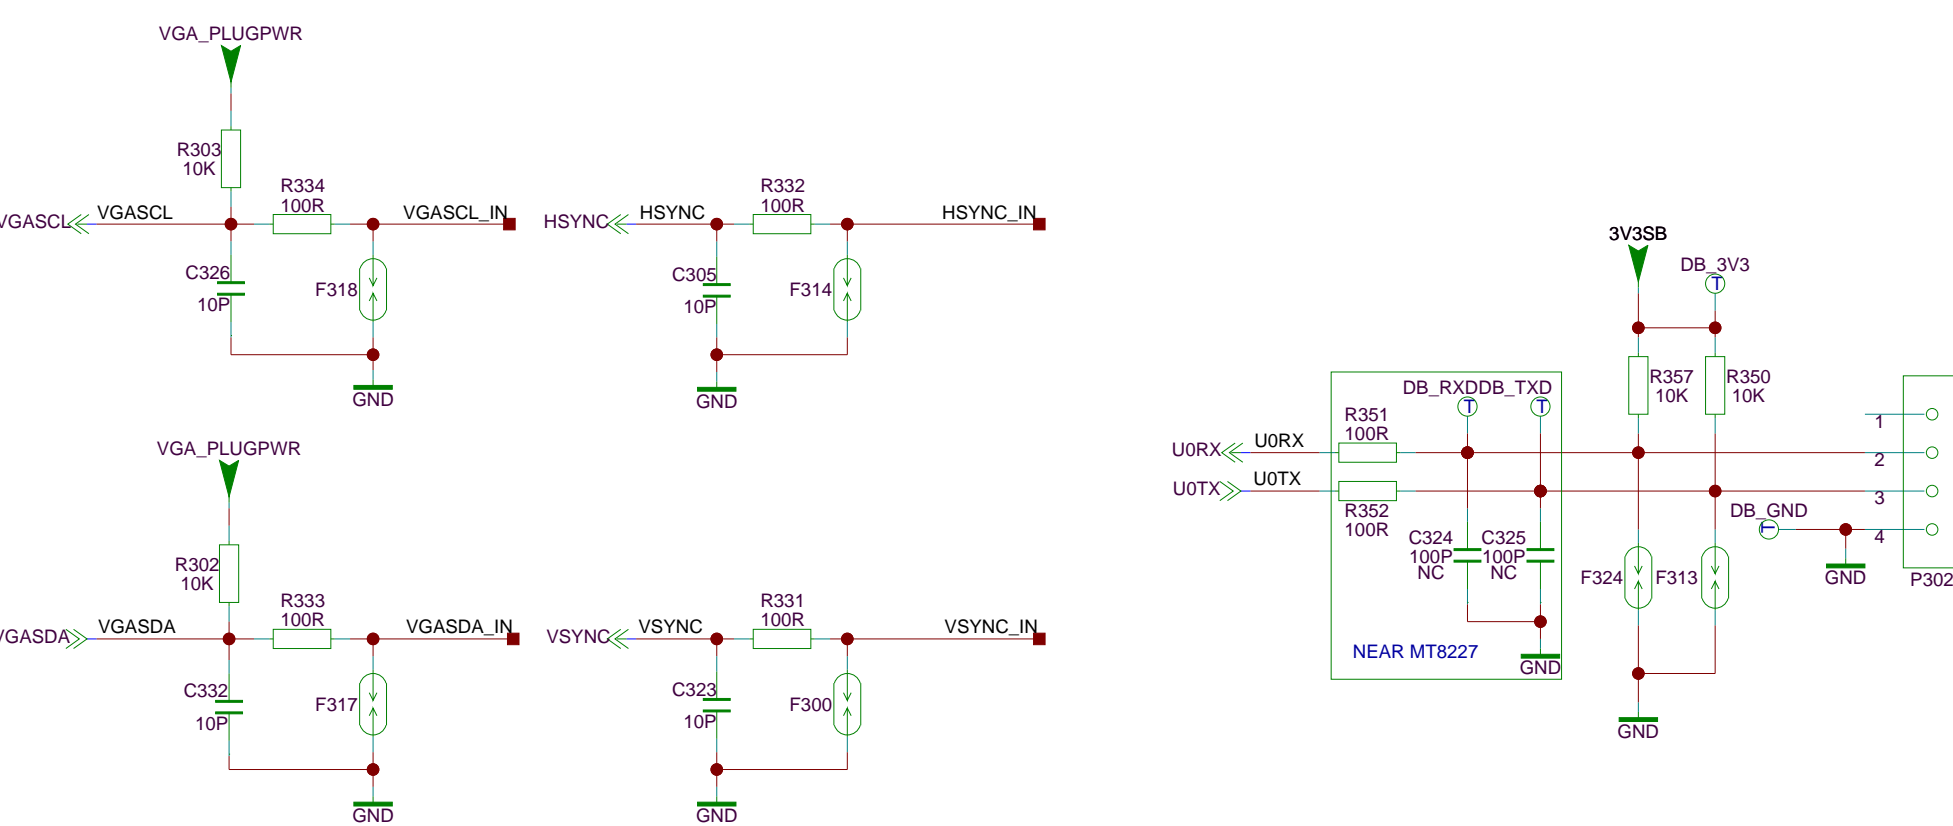 VGA_PLUGPWR
R303
10K
R334
100R
VGASCL
VGASCL
VGASCL_IN
C326
10P
F318
GND
R332
100R
HSYNC
HSYNC
HSYNC_IN
C305
10P
F314
GND
VGA_PLUGPWR
R302
10K
R333
100R
VGASDA
VGASDA
VGASDA_IN
C332
10P
F317
GND
R331
100R
VSYNC
VSYNC
VSYNC_IN
C323
10P
F300
GND
3V3SB
DB_3V3
T
R357
10K
R350
10K
DB_RXD
DB_TXD
T
T
R351
100R
U0RX
U0RX
U0TX
U0TX
R352
100R
C324
100P
NC
C325
100P
NC
NEAR MT8227
GND
F324
F313
GND
DB_GND
T
GND
1
2
3
4
P302